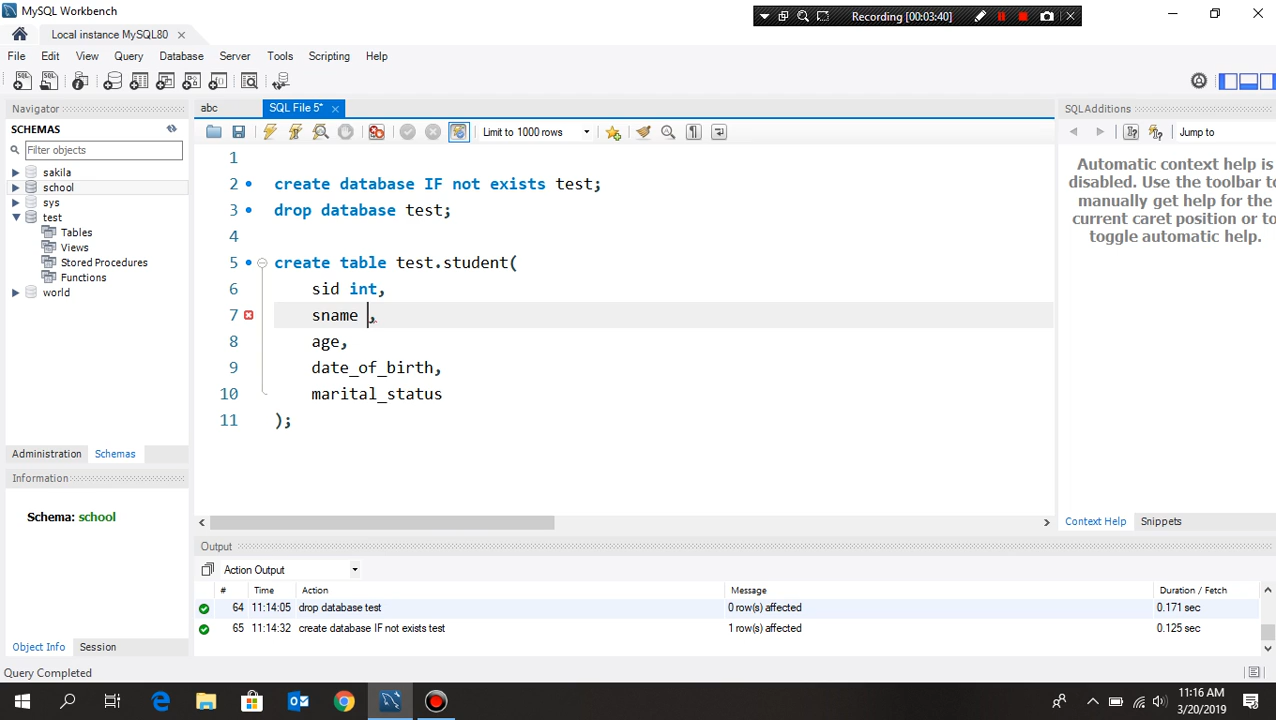 MySQL Workbench
Recording [00:03:40]
Local instance MySQL80
File Edit View Query Database Server Tools Scripting Help
Navigator
SCHEMAS
Filter objects
sakila
school
sys
test
Tables
Views
Stored Procedures
Functions
world
Administration Schemas
Information
Schema: school
Object Info Session
abc SQL File 5*
Limit to 1000 rows
1
2 create database IF not exists test;
3 drop database test;
4
5 create table test.student(
6 sid int,
7 sname ,
8 age,
9 date_of_birth,
10 marital_status
11 );
SQLAdditions
Jump to
Automatic context help is
disabled. Use the toolbar to
manually get help for the
current caret position or to
toggle automatic help.
Context Help Snippets
Output
Action Output
# Time Action Message Duration / Fetch
64 11:14:05 drop database test 0 row(s) affected 0.171 sec
65 11:14:32 create database IF not exists test 1 row(s) affected 0.125 sec
Query Completed
11:16 AM
3/20/2019